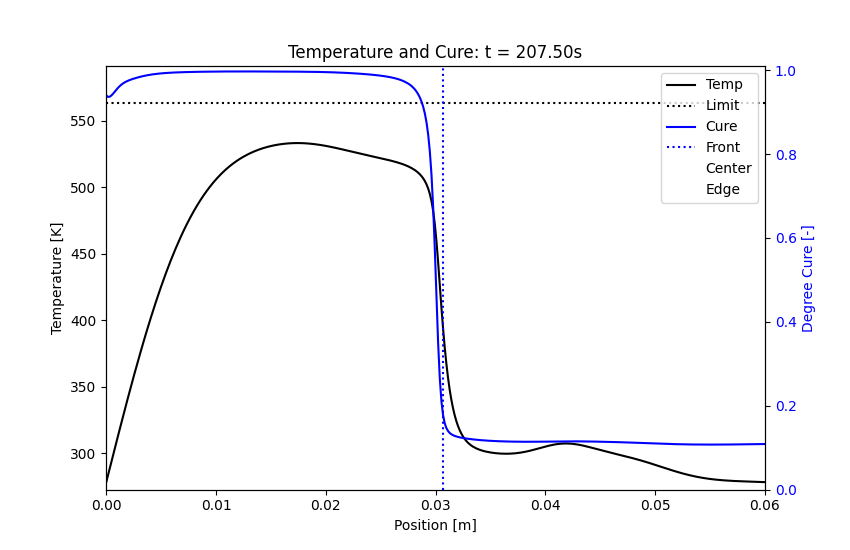 Temperature and Cure: t = 207.50s
Temp
Limit
Cure
Front
Center
Edge
Temperature [K]
550
500
450
400
350
300
1.0
0.8
0.6
0.4
0.2
0.0
Degree Cure [-]
0.00 0.01 0.02 0.03 0.04 0.05 0.06
Position [m]